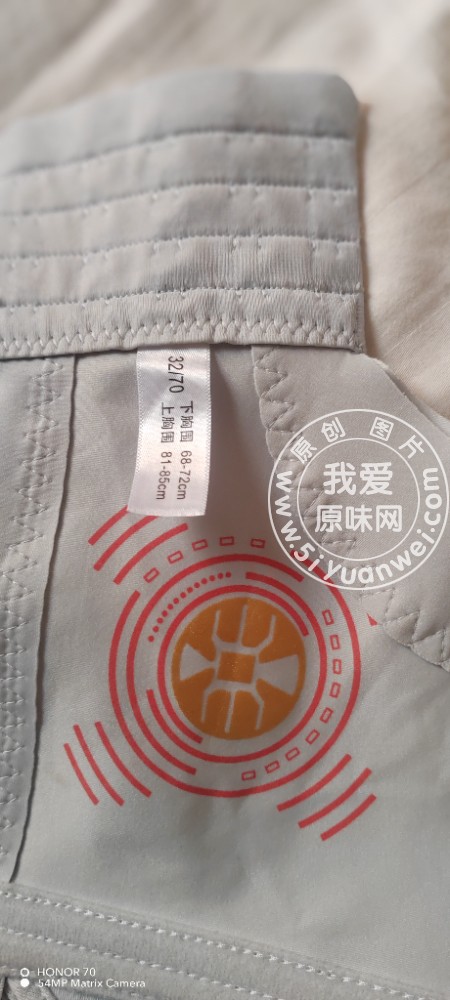 32/70
下胸围 68-72cm
上胸围 81-85cm
原创图片
我爱
原味网
www.5iyuanwei.com
HONOR 70
54MP Matrix Camera